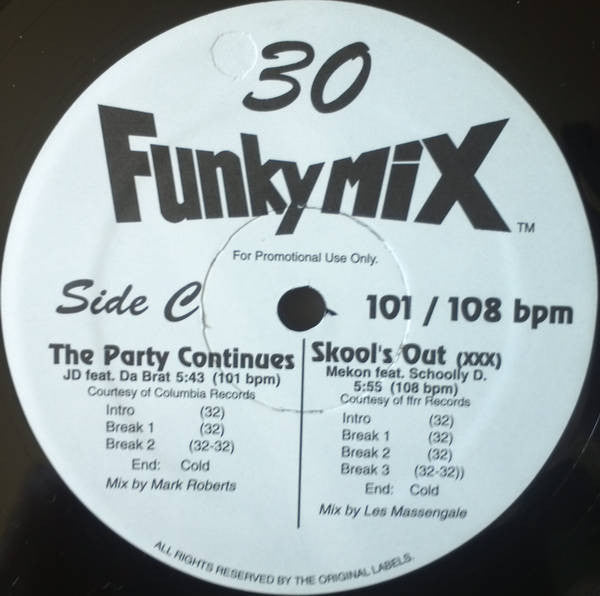 30
Funkymix
TM
For Promotional Use Only.
Side C
101 / 108 bpm
The Party Continues
JD feat. Da Brat 5:43 (101 bpm)
Courtesy of Columbia Records
Intro (32)
Break 1 (32)
Break 2 (32-32)
End: Cold
Mix by Mark Roberts
Skool's Out (XXX)
Mekon feat. Schoolly D.
5:55 (108 bpm)
Courtesy of ffrr Records
Intro (32)
Break 1 (32)
Break 2 (32)
Break 3 (32-32))
End: Cold
Mix by Les Massengale
ALL RIGHTS RESERVED BY THE ORIGINAL LABELS.